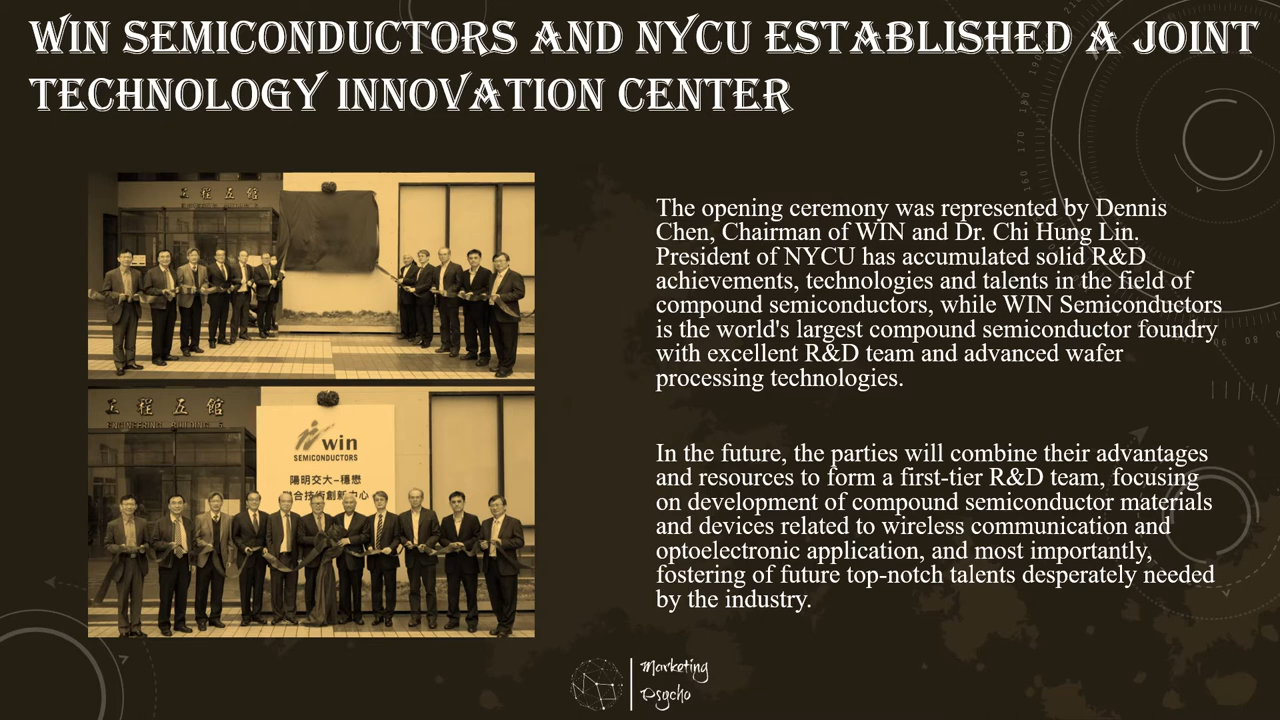 WIN SEMICONDUCTORS AND NYCU ESTABLISHED A JOINT
TECHNOLOGY INNOVATION CENTER
工程五館
The opening ceremony was represented by Dennis
Chen, Chairman of WIN and Dr. Chi Hung Lin.
President of NYCU has accumulated solid R&D
achievements, technologies and talents in the field of
compound semiconductors, while WIN Semiconductors
is the world's largest compound semiconductor foundry
with excellent R&D team and advanced wafer
processing technologies.
工程五館
ENGINEERING BUILDING 5
win
SEMICONDUCTORS
陽明交大-穩懋
合技術創新中心
In the future, the parties will combine their advantages
and resources to form a first-tier R&D team, focusing
on development of compound semiconductor materials
and devices related to wireless communication and
optoelectronic application, and most importantly,
fostering of future top-notch talents desperately needed
by the industry.
Marketing
Psycho